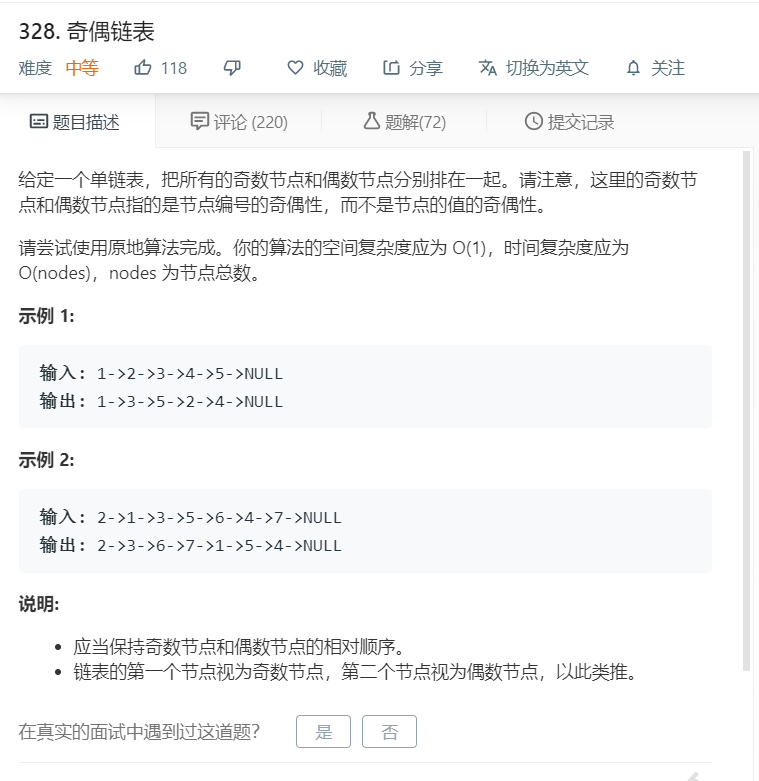 328. 奇偶链表
难度 中等 118 收藏 分享 切换为英文 关注
题目描述 评论 (220) 题解(72) 提交记录
给定一个单链表，把所有的奇数节点和偶数节点分别排在一起。请注意，这里的奇数节
点和偶数节点指的是节点编号的奇偶性，而不是节点的值的奇偶性。
请尝试使用原地算法完成。你的算法的空间复杂度应为 O(1)，时间复杂度应为
O(nodes)，nodes 为节点总数。
示例 1:
输入: 1->2->3->4->5->NULL
输出: 1->3->5->2->4->NULL
示例 2:
输入: 2->1->3->5->6->4->7->NULL
输出: 2->3->6->7->1->5->4->NULL
说明:
• 应当保持奇数节点和偶数节点的相对顺序。
• 链表的第一个节点视为奇数节点，第二个节点视为偶数节点，以此类推。
在真实的面试中遇到过这道题？ 是 否